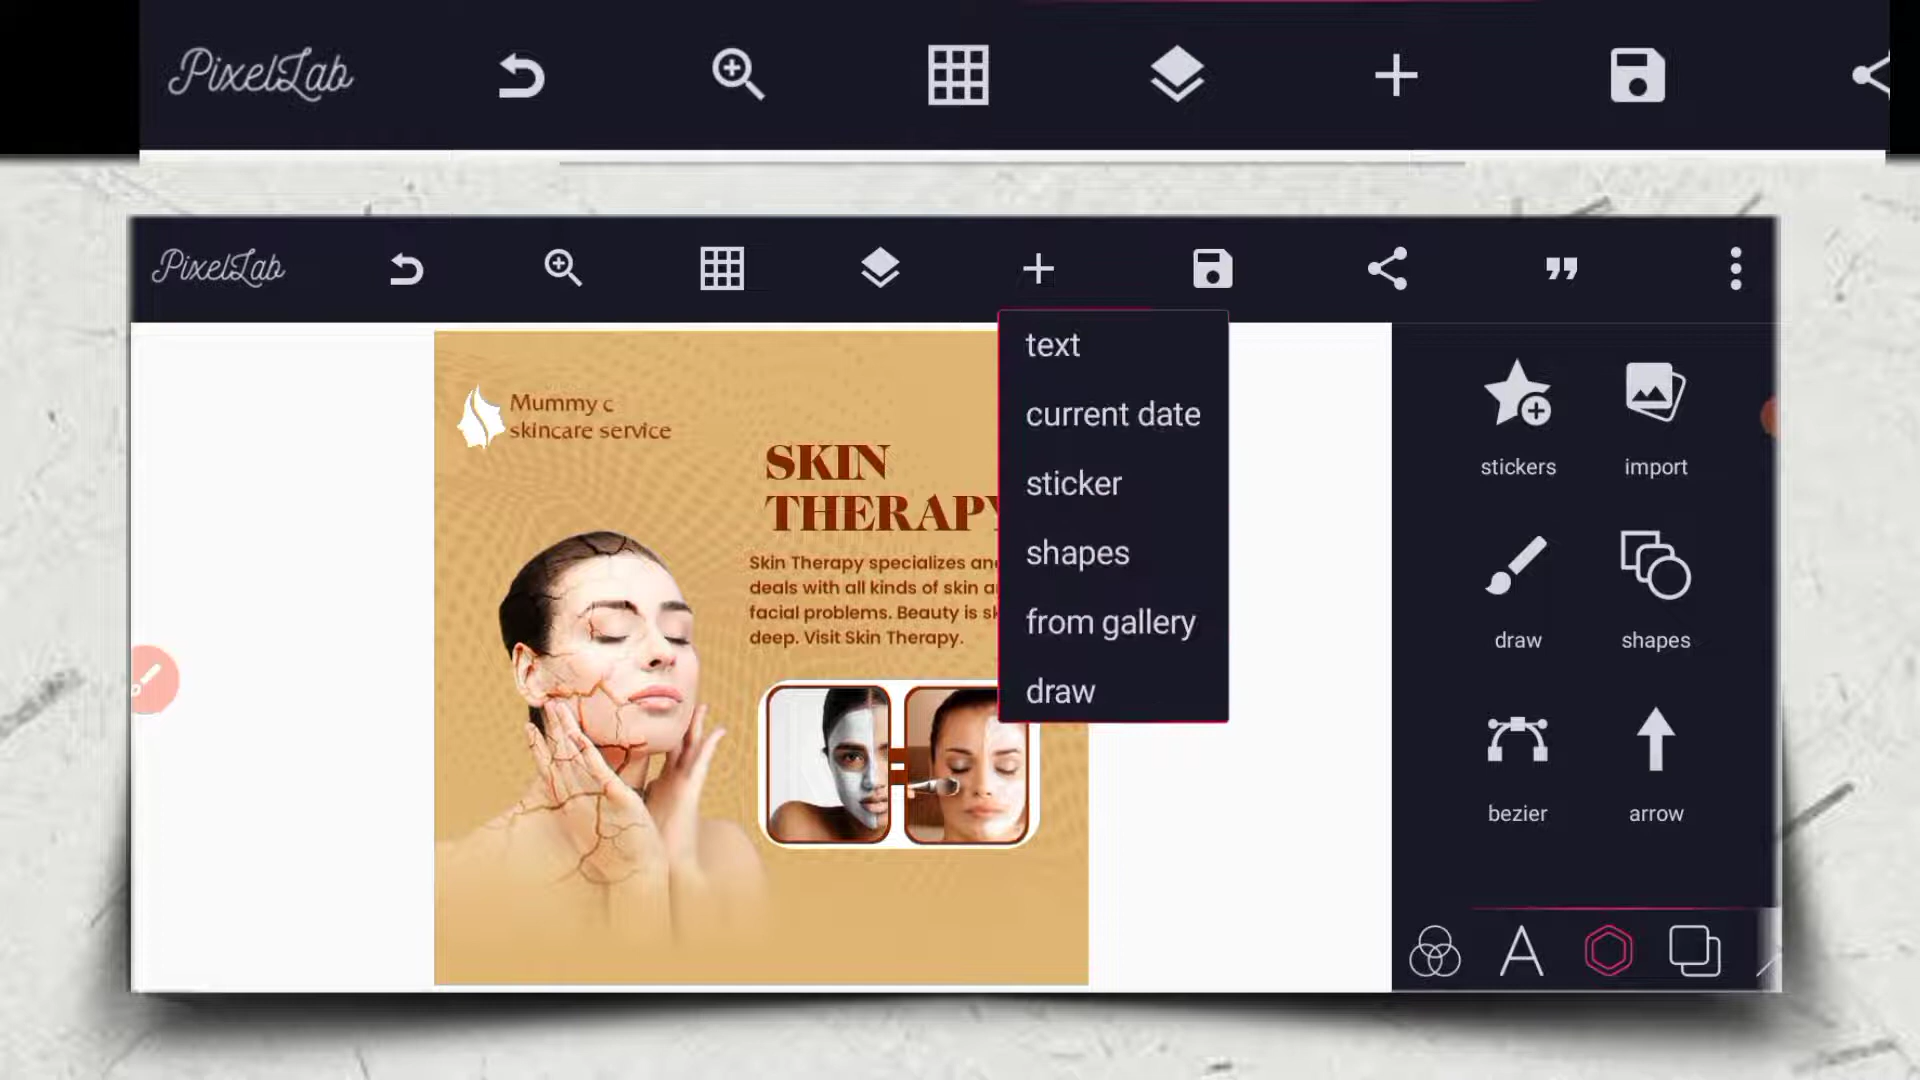 PixelLab
PixelLab
text
current date
sticker
shapes
from gallery
draw
Mummy c
skincare service
SKIN
THERAPY
Skin Therapy specializes and
deals with all kinds of skin
facial problems. Beauty is
deep. Visit Skin Therapy.
stickers
import
draw
shapes
bezier
arrow